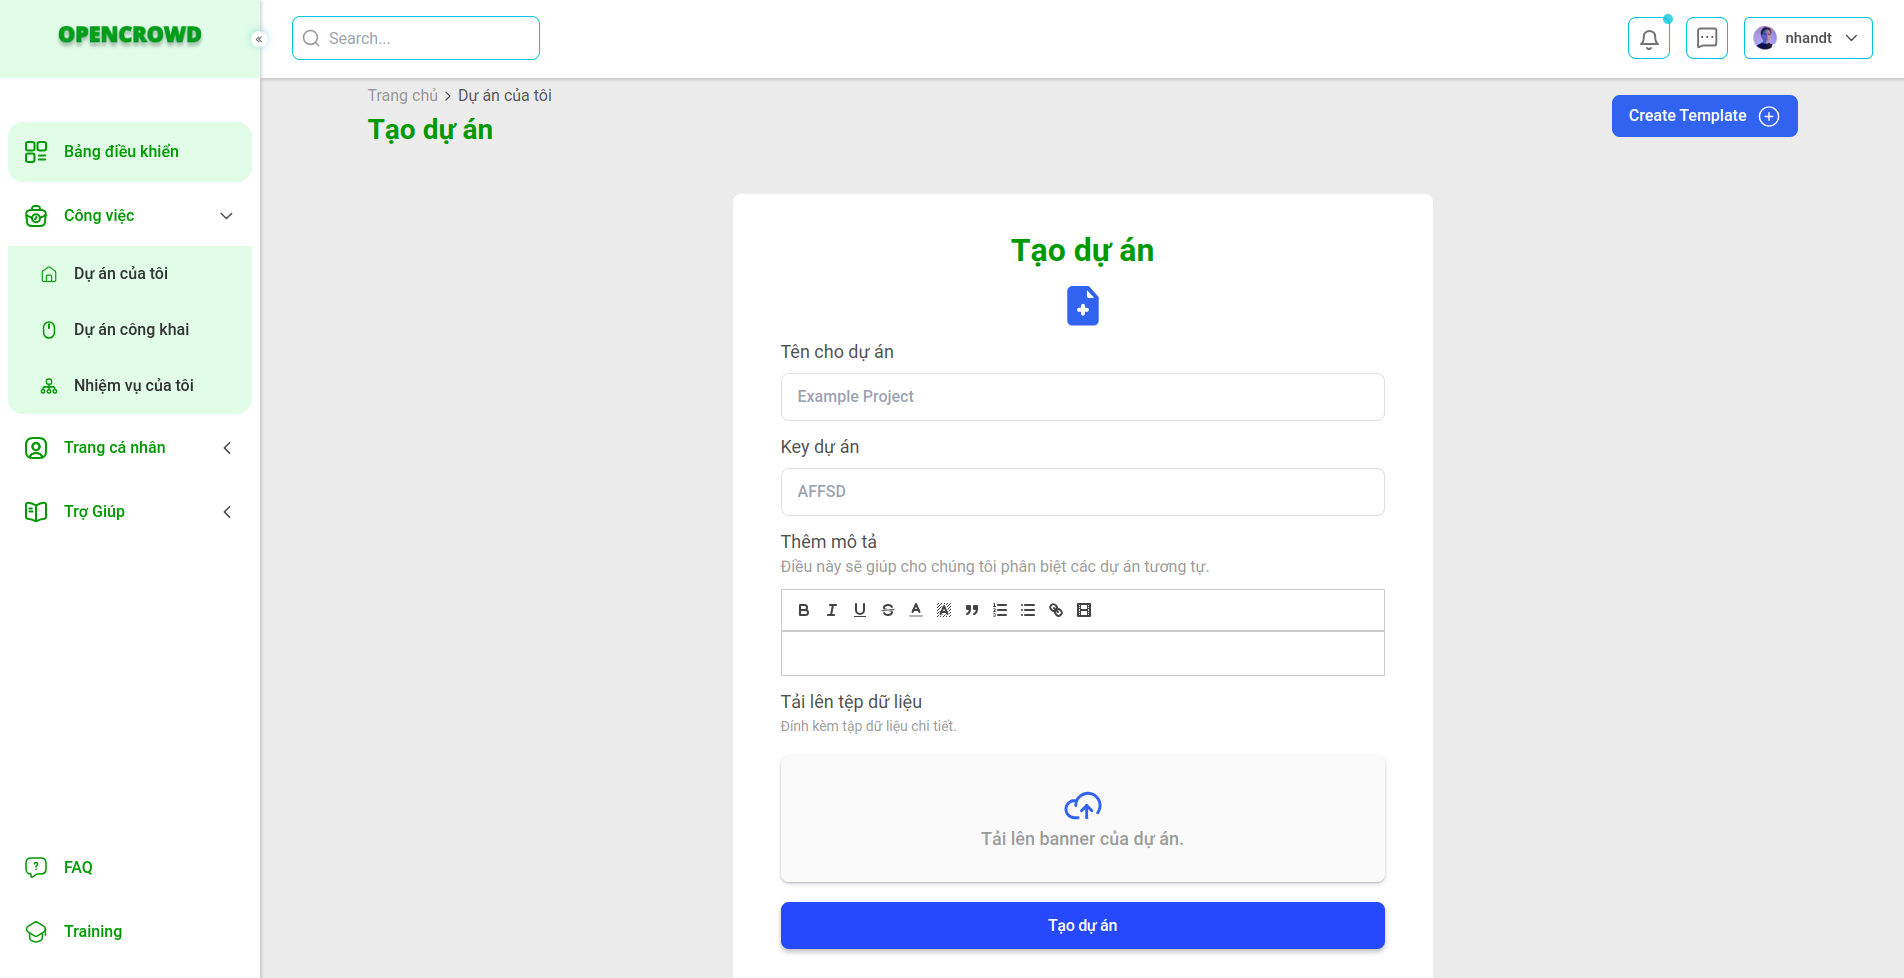 OPENCROWD
«
Search...
nhandt
Trang chủ > Dự án của tôi
Tạo dự án
Create Template
Bảng điều khiển
Công việc
Dự án của tôi
Dự án công khai
Nhiệm vụ của tôi
Trang cá nhân
Trợ Giúp
FAQ
Training
Tạo dự án
Tên cho dự án
Example Project
Key dự án
AFFSD
Thêm mô tả
Điều này sẽ giúp cho chúng tôi phân biệt các dự án tương tự.
Tải lên tệp dữ liệu
Đính kèm tập dữ liệu chi tiết.
Tải lên banner của dự án.
Tạo dự án